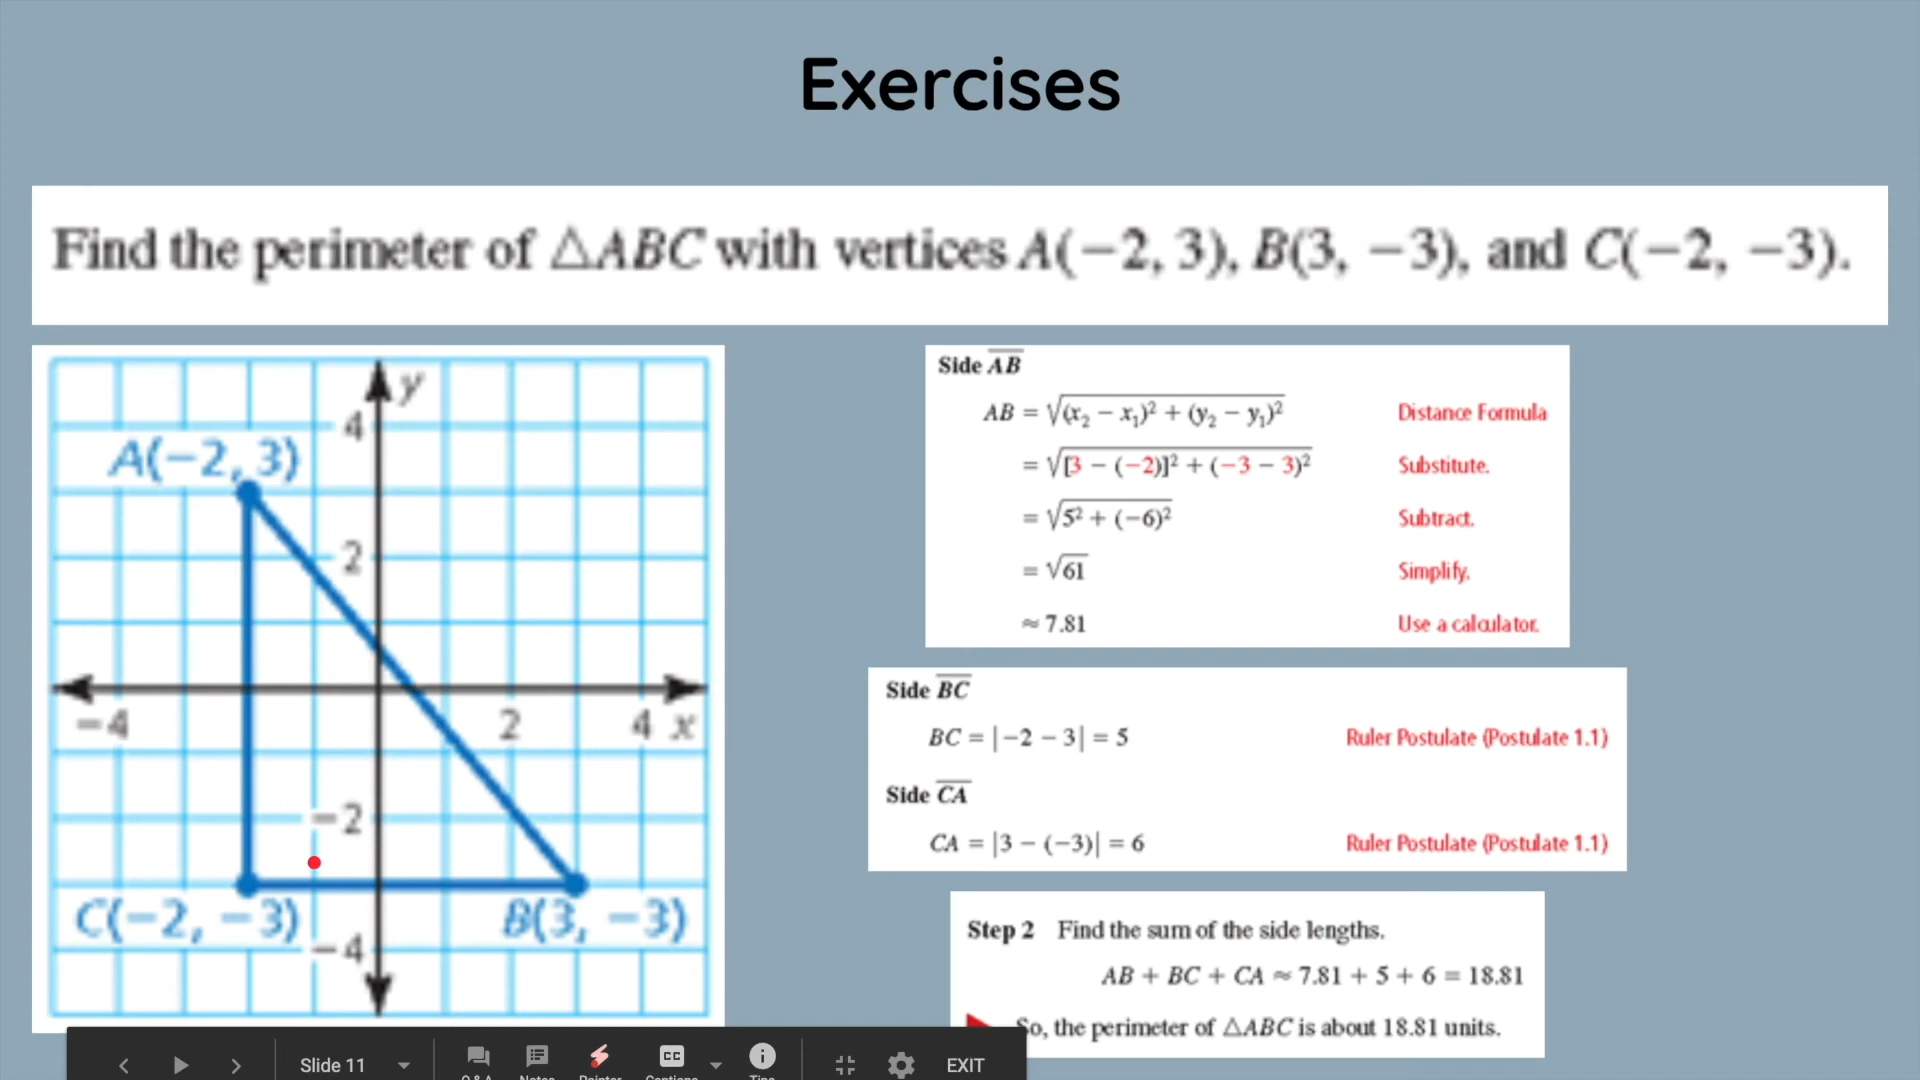 Exercises
Find the perimeter of △ABC with vertices A(−2, 3), B(3, −3), and C(−2, −3).
y
4
A(−2, 3)
2
−4
2
4
x
−2
C(−2, −3)
B(3, −3)
−4
Side AB
AB = √(x₂ − x₁)² + (y₂ − y₁)² Distance Formula
= √[3 − (−2)]² + (−3 − 3)² Substitute.
= √5² + (−6)² Subtract.
= √61 Simplify.
≈ 7.81 Use a calculator.
Side BC
BC = |−2 − 3| = 5 Ruler Postulate (Postulate 1.1)
Side CA
CA = |3 − (−3)| = 6 Ruler Postulate (Postulate 1.1)
Step 2 Find the sum of the side lengths.
AB + BC + CA ≈ 7.81 + 5 + 6 = 18.81
So, the perimeter of △ABC is about 18.81 units.
Slide 11
CC
EXIT
Q & A Notes Pointer Captions Tips